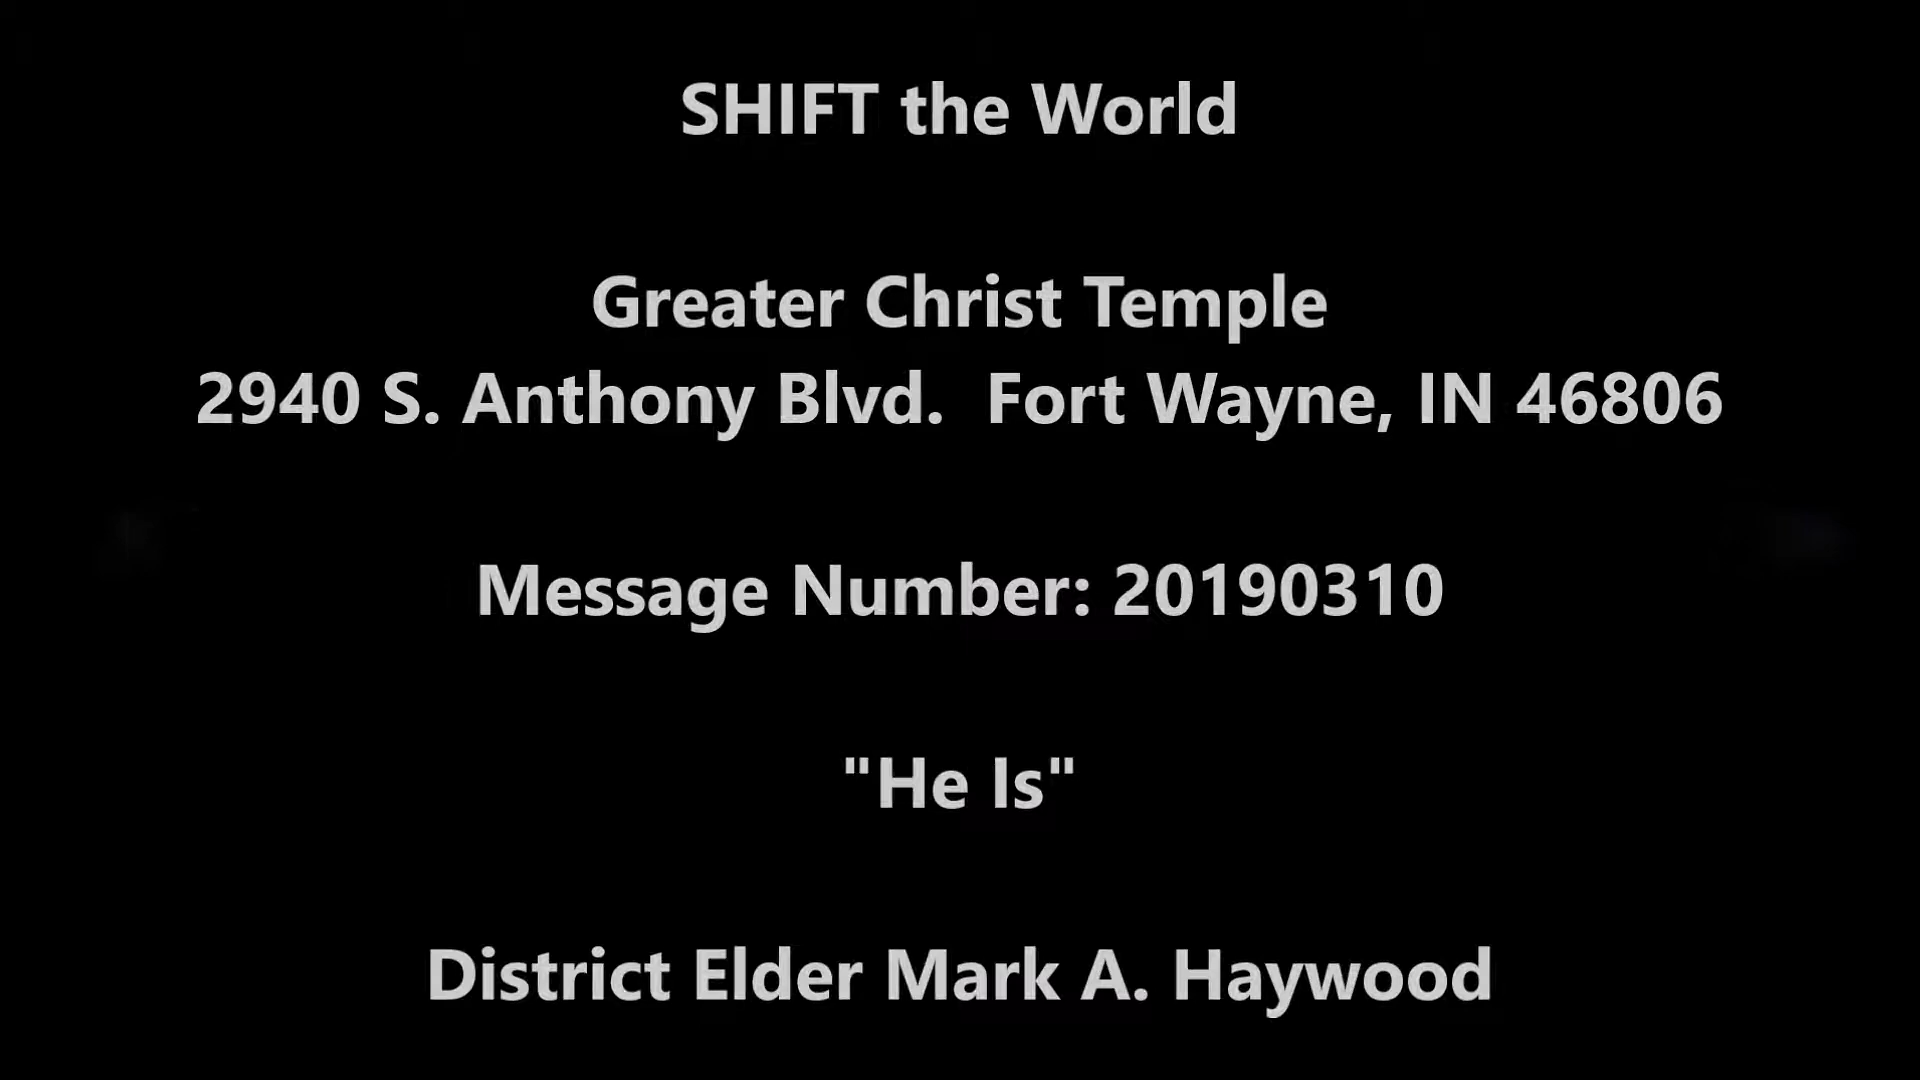 SHIFT the World
Greater Christ Temple
2940 S. Anthony Blvd.  Fort Wayne, IN 46806
Message Number: 20190310
"He Is"
District Elder Mark A. Haywood